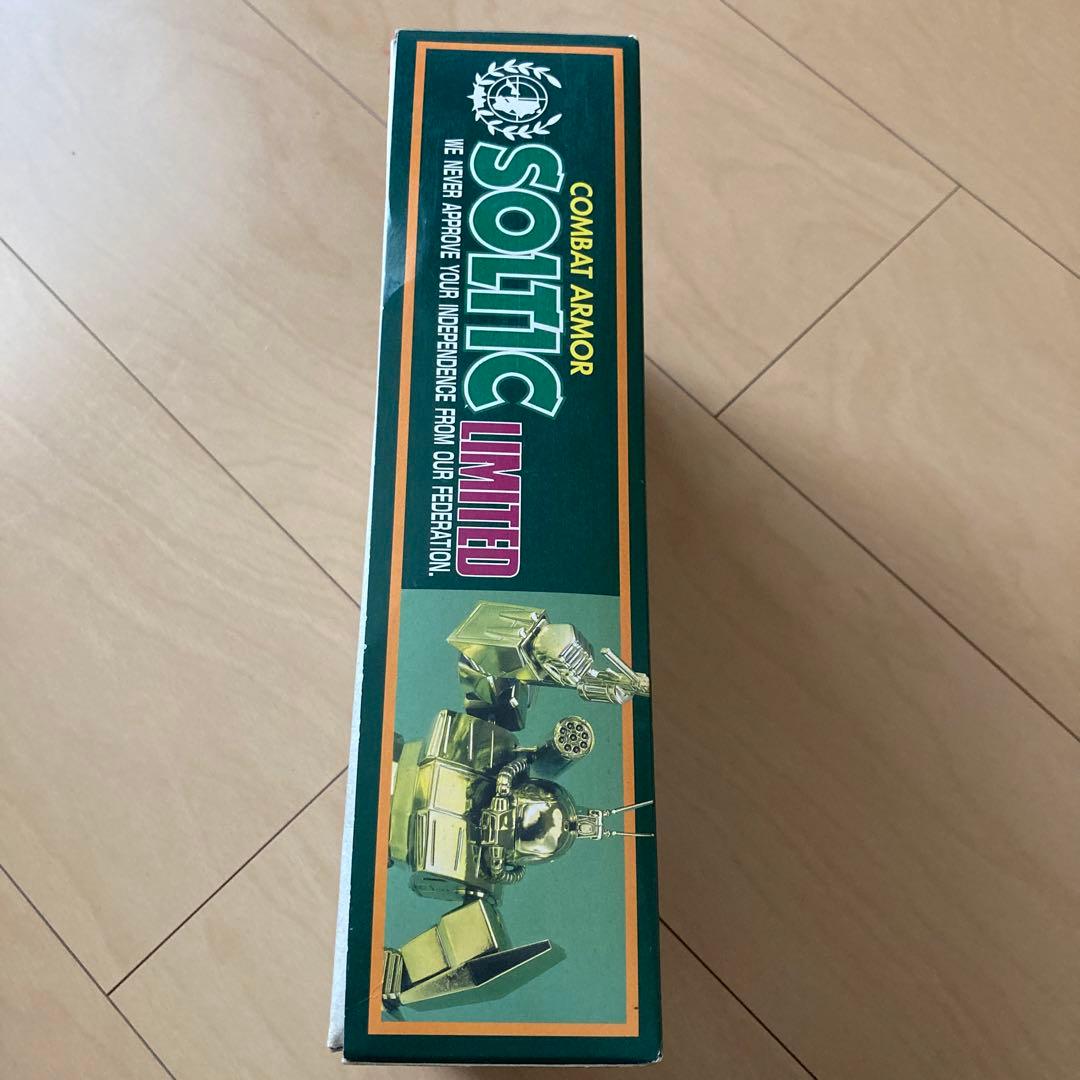 COMBAT ARMOR
SOLTIC LIMITED
WE NEVER APPROVE YOUR INDEPENDENCE FROM OUR FEDERATION.